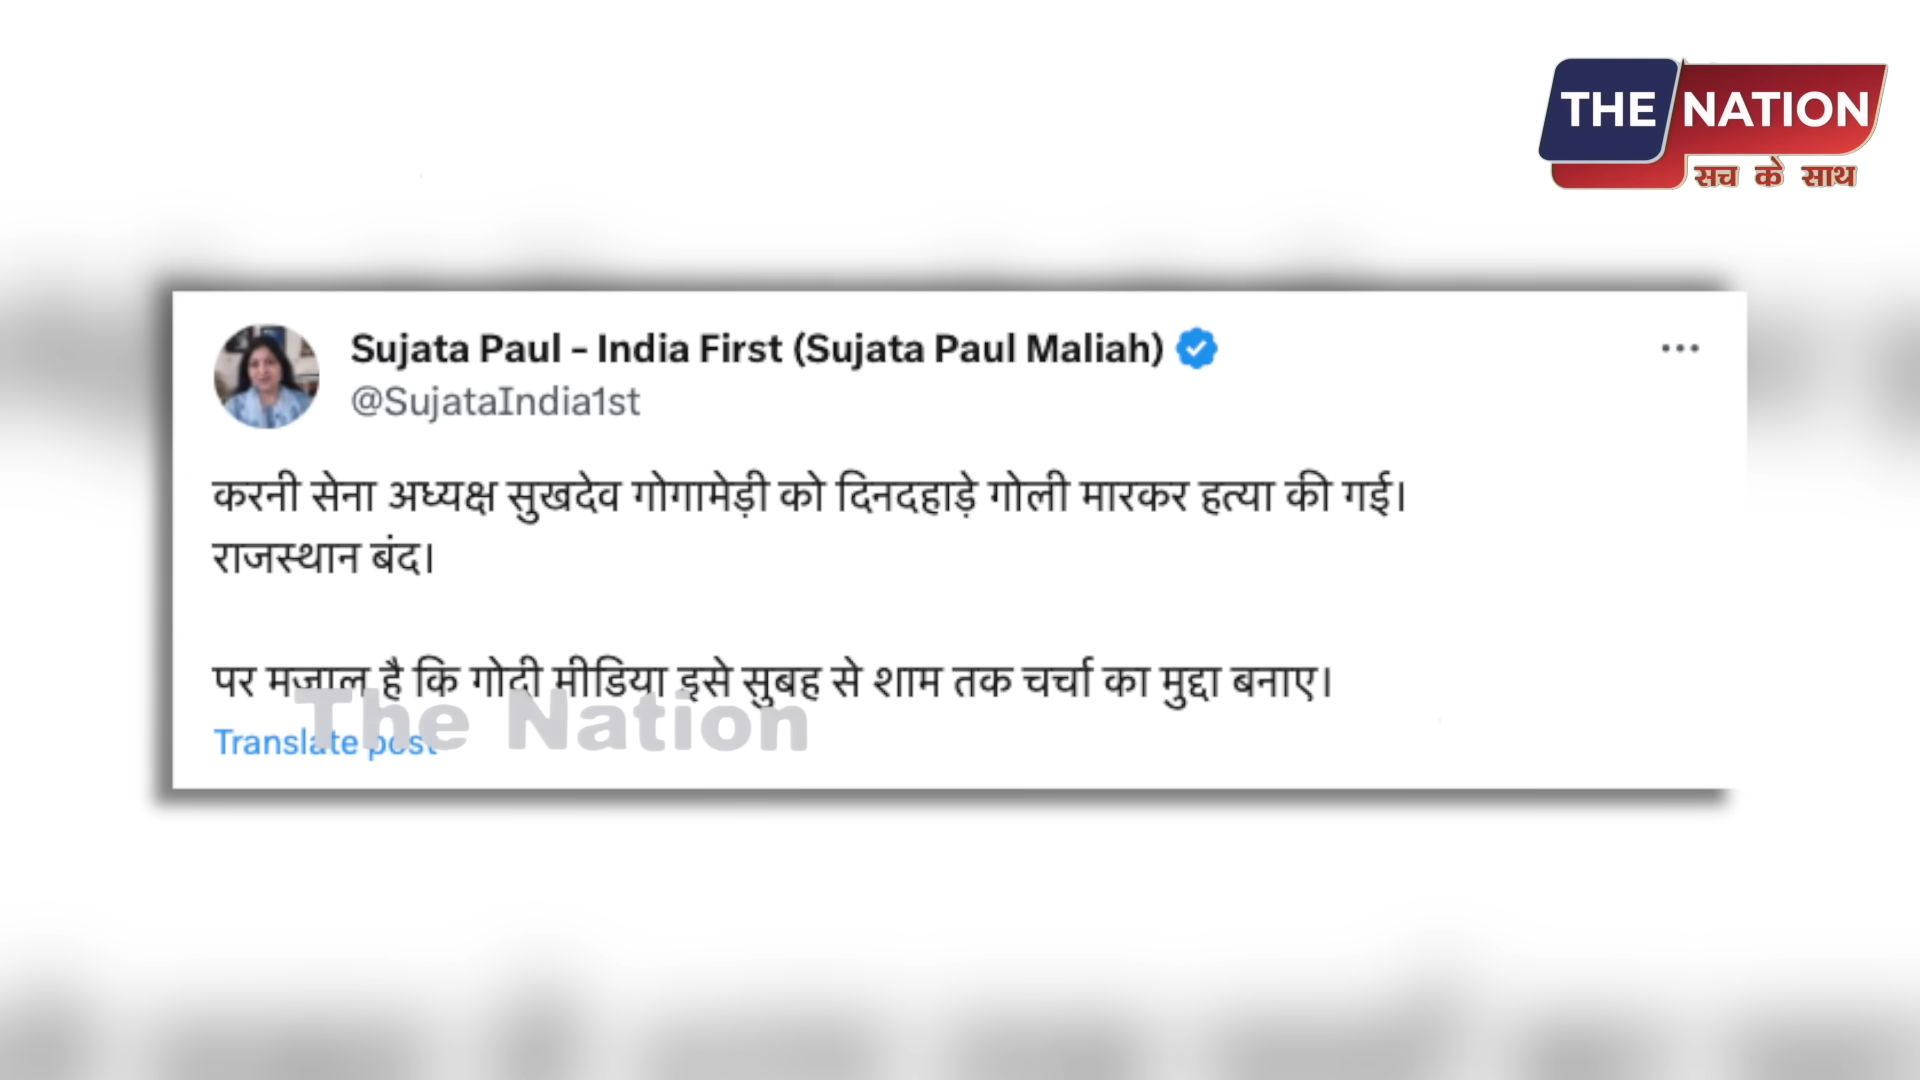 THE NATION
सच के साथ
Sujata Paul - India First (Sujata Paul Maliah)
@SujataIndia1st
करनी सेना अध्यक्ष सुखदेव गोगामेड़ी को दिनदहाड़े गोली मारकर हत्या की गई।
राजस्थान बंद।
पर मजाल है कि गोदी मीडिया इसे सुबह से शाम तक चर्चा का मुद्दा बनाए।
Translate post
The Nation